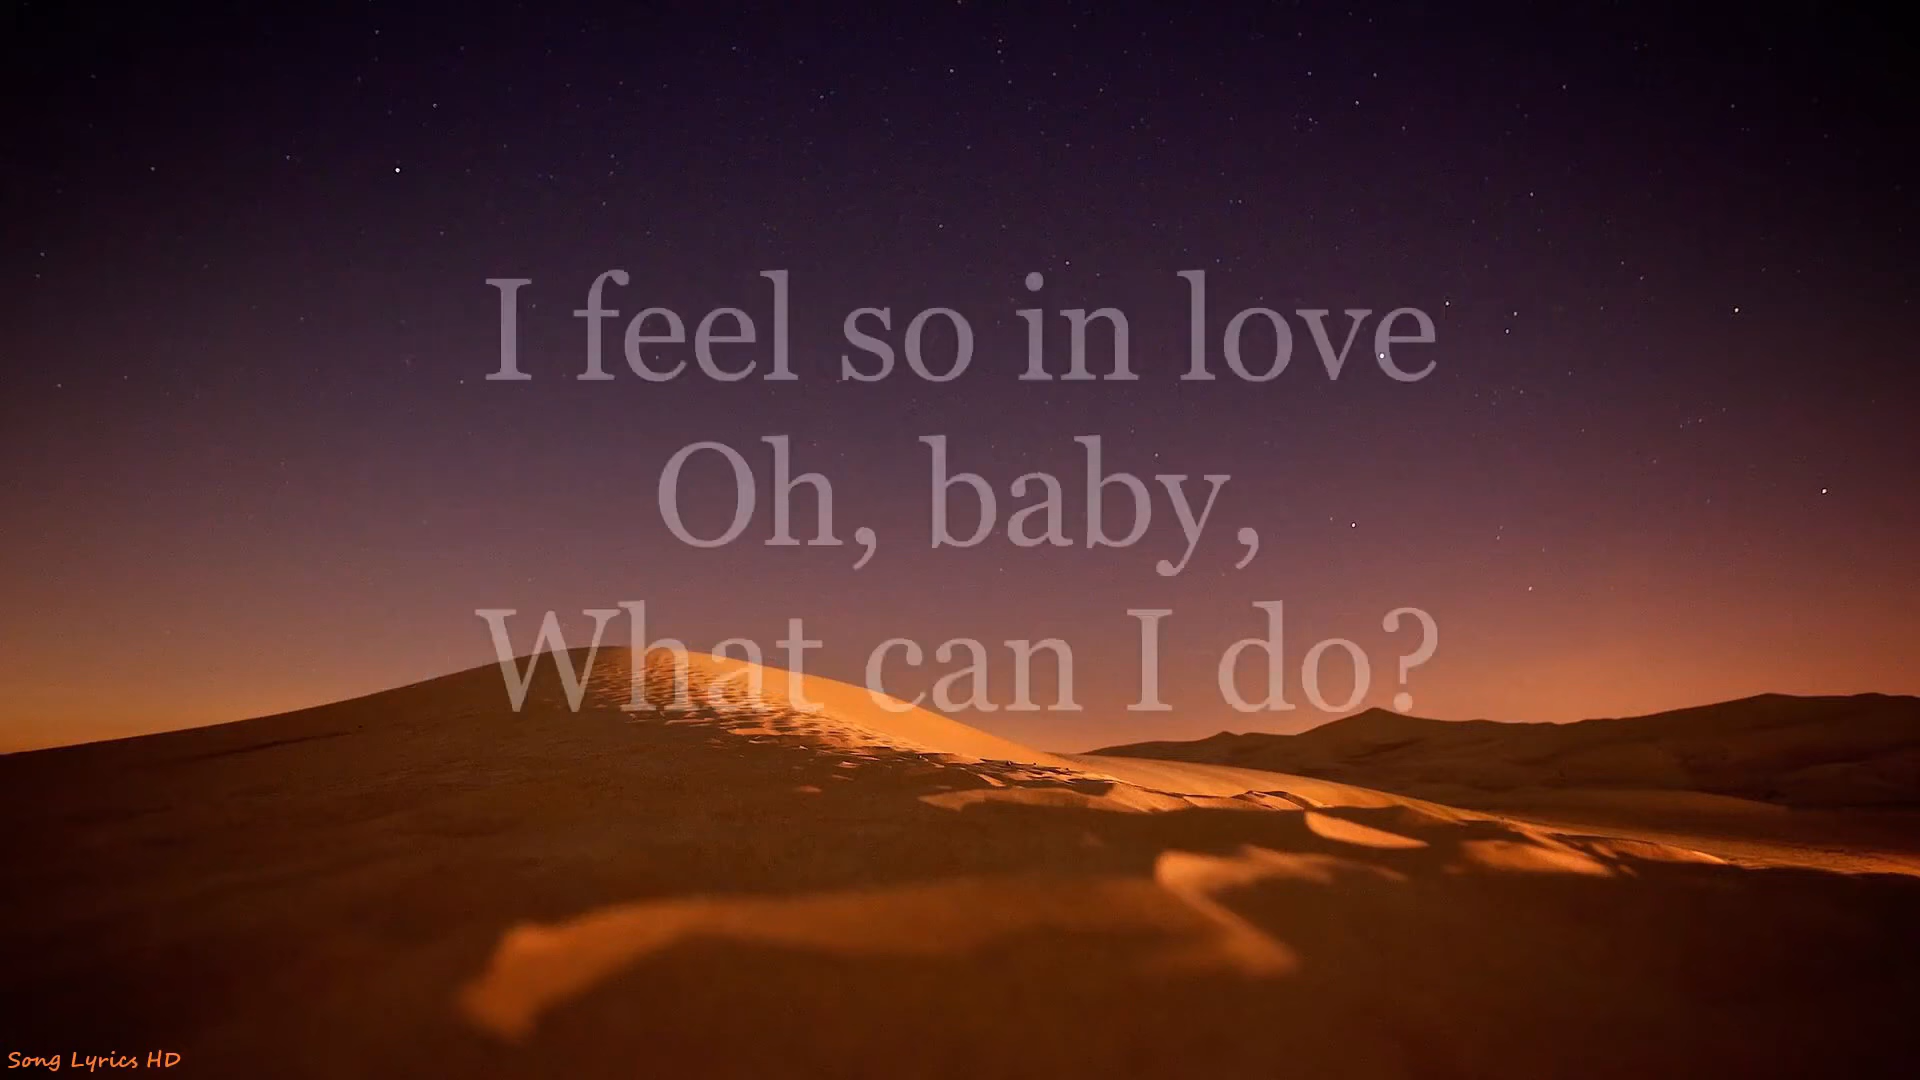 I feel so in love
Oh, baby,
What can I do?
Song Lyrics HD